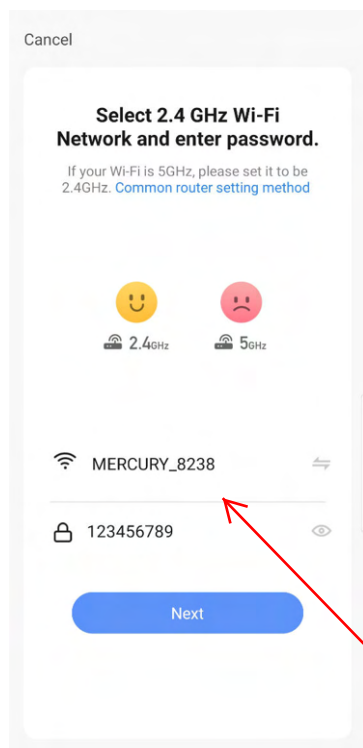 Cancel
Select 2.4 GHz Wi-Fi
Network and enter password.
If your Wi-Fi is 5GHz, please set it to be
2.4GHz. Common router setting method
2.4GHz 5GHz
MERCURY_8238
123456789
Next